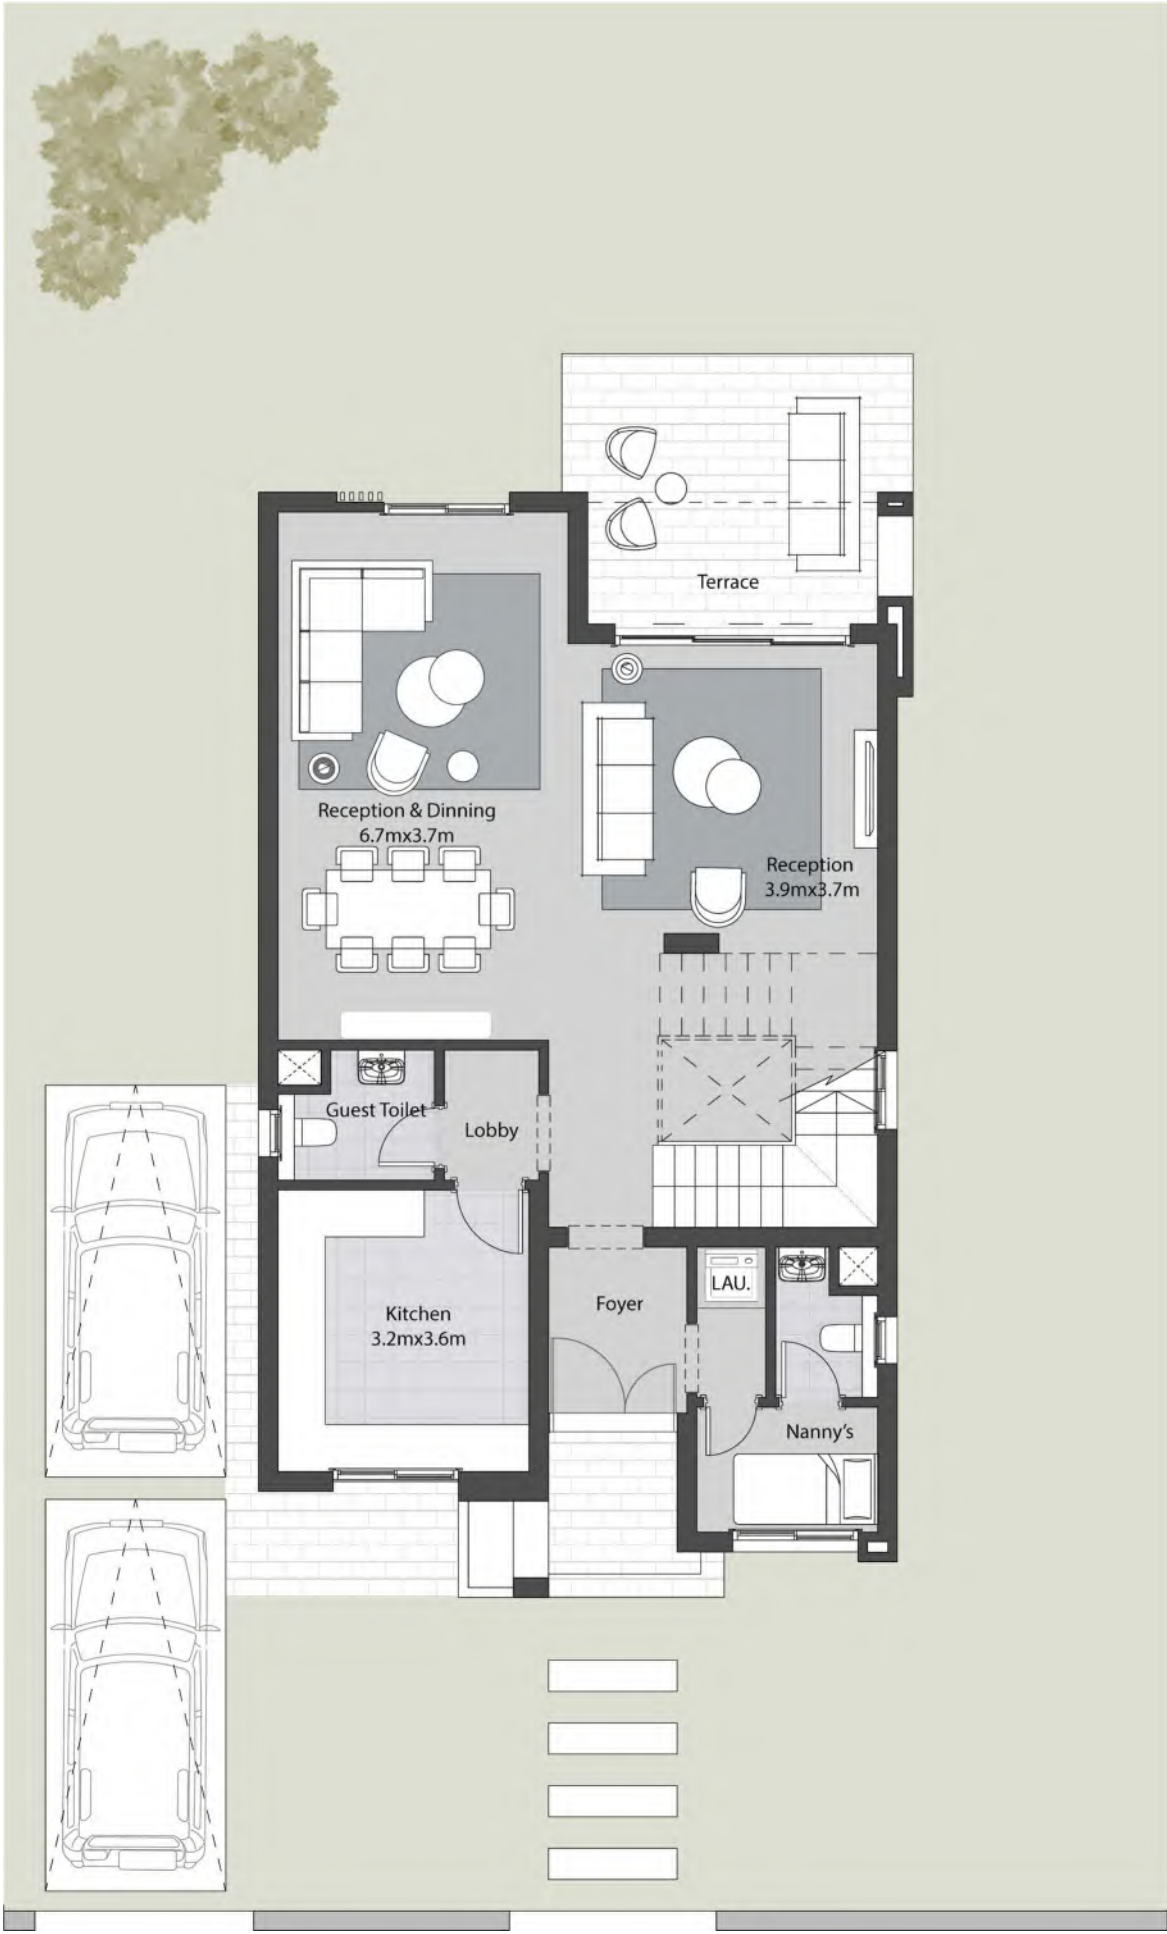 Terrace
Reception & Dinning
6.7mx3.7m
Reception
3.9mx3.7m
Guest Toilet
Lobby
LAU.
Foyer
Kitchen
3.2mx3.6m
Nanny's